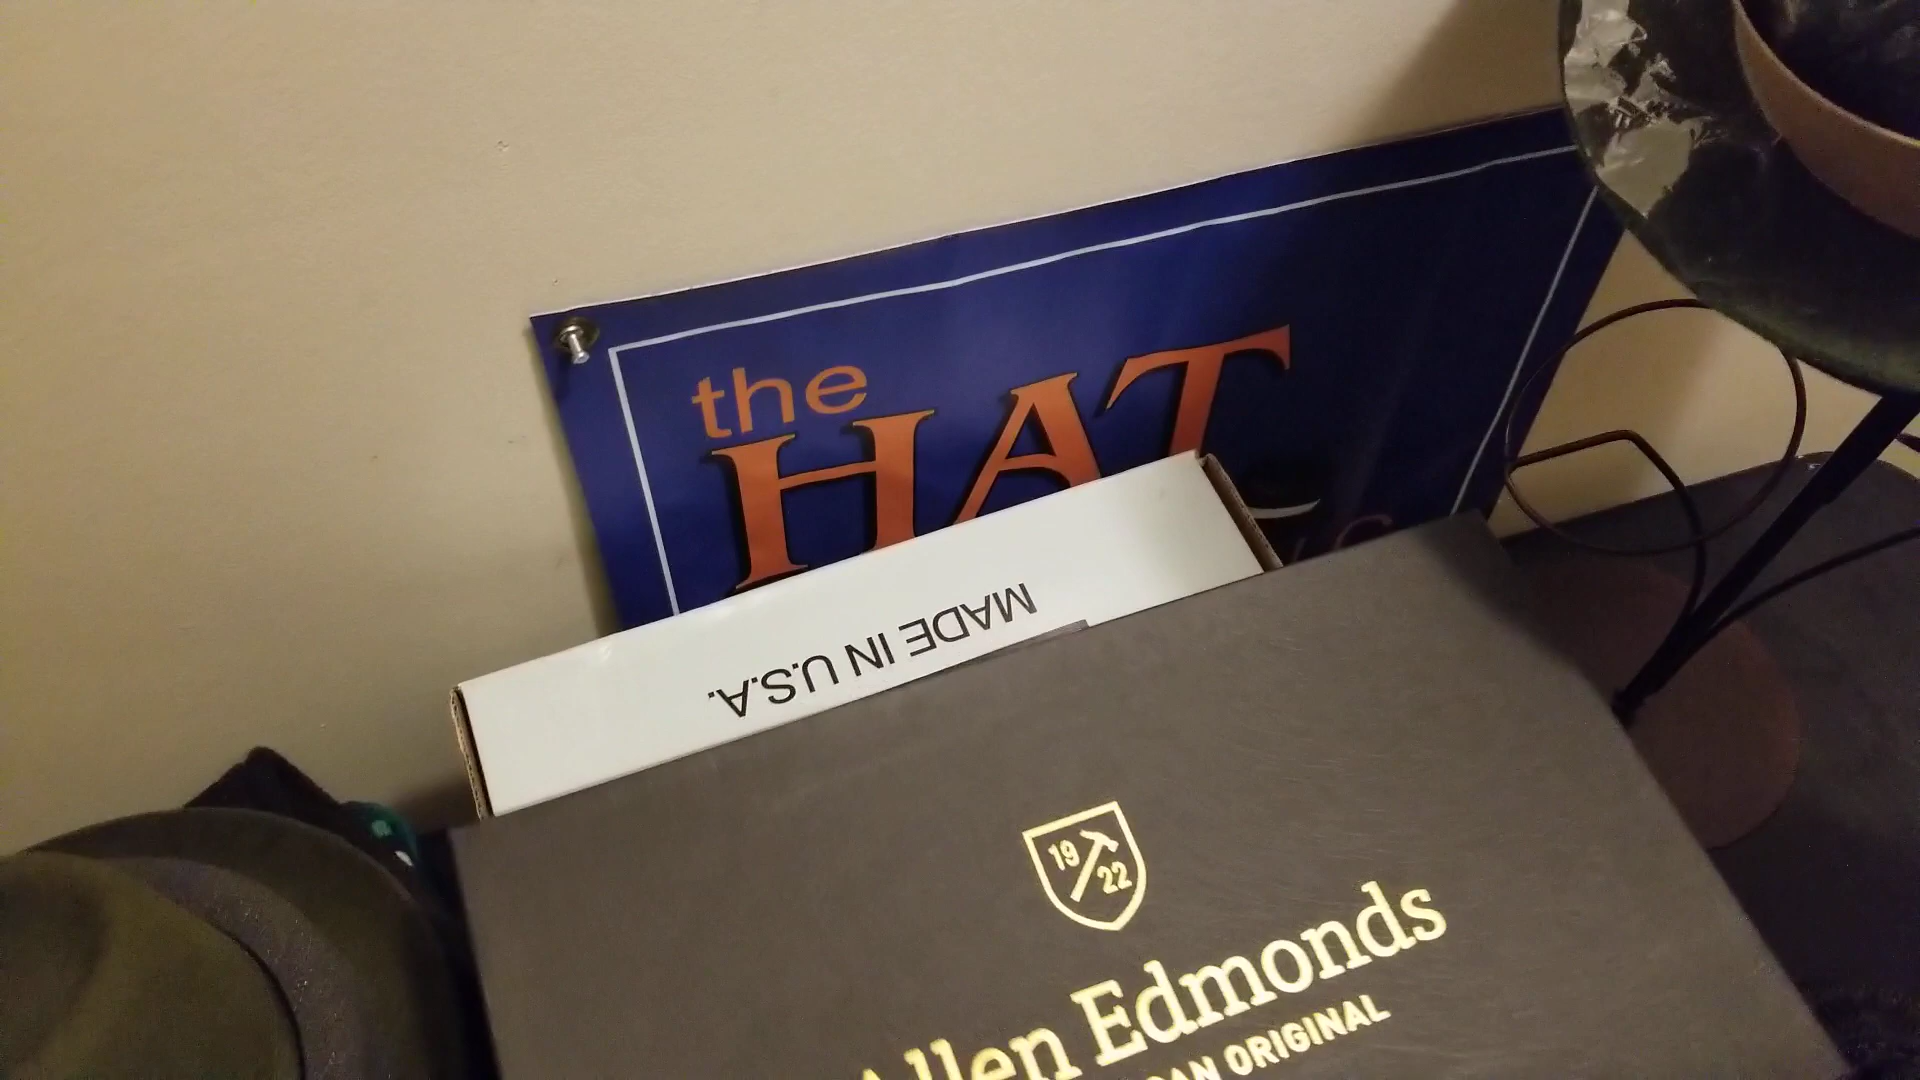 the
HAT
MADE IN U.S.A.
19
22
Allen Edmonds
ORIGINAL